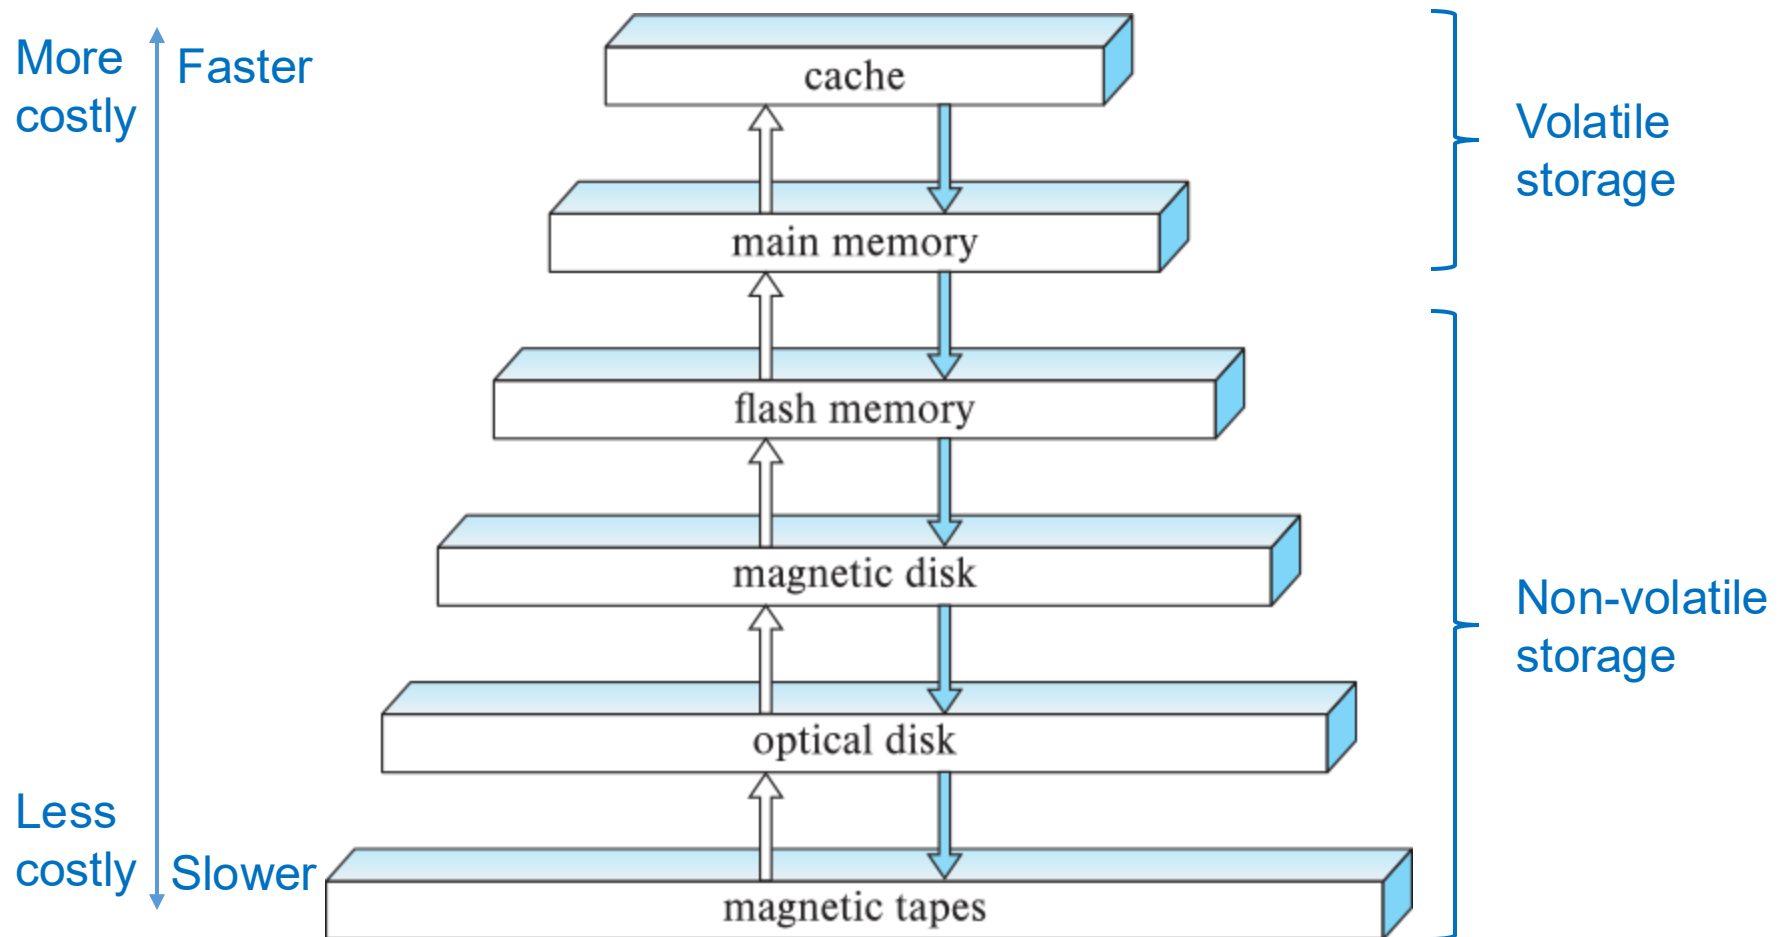 More
costly
Faster
cache
Volatile
storage
main memory
flash memory
magnetic disk
Non-volatile
storage
optical disk
Less
costly
Slower
magnetic tapes